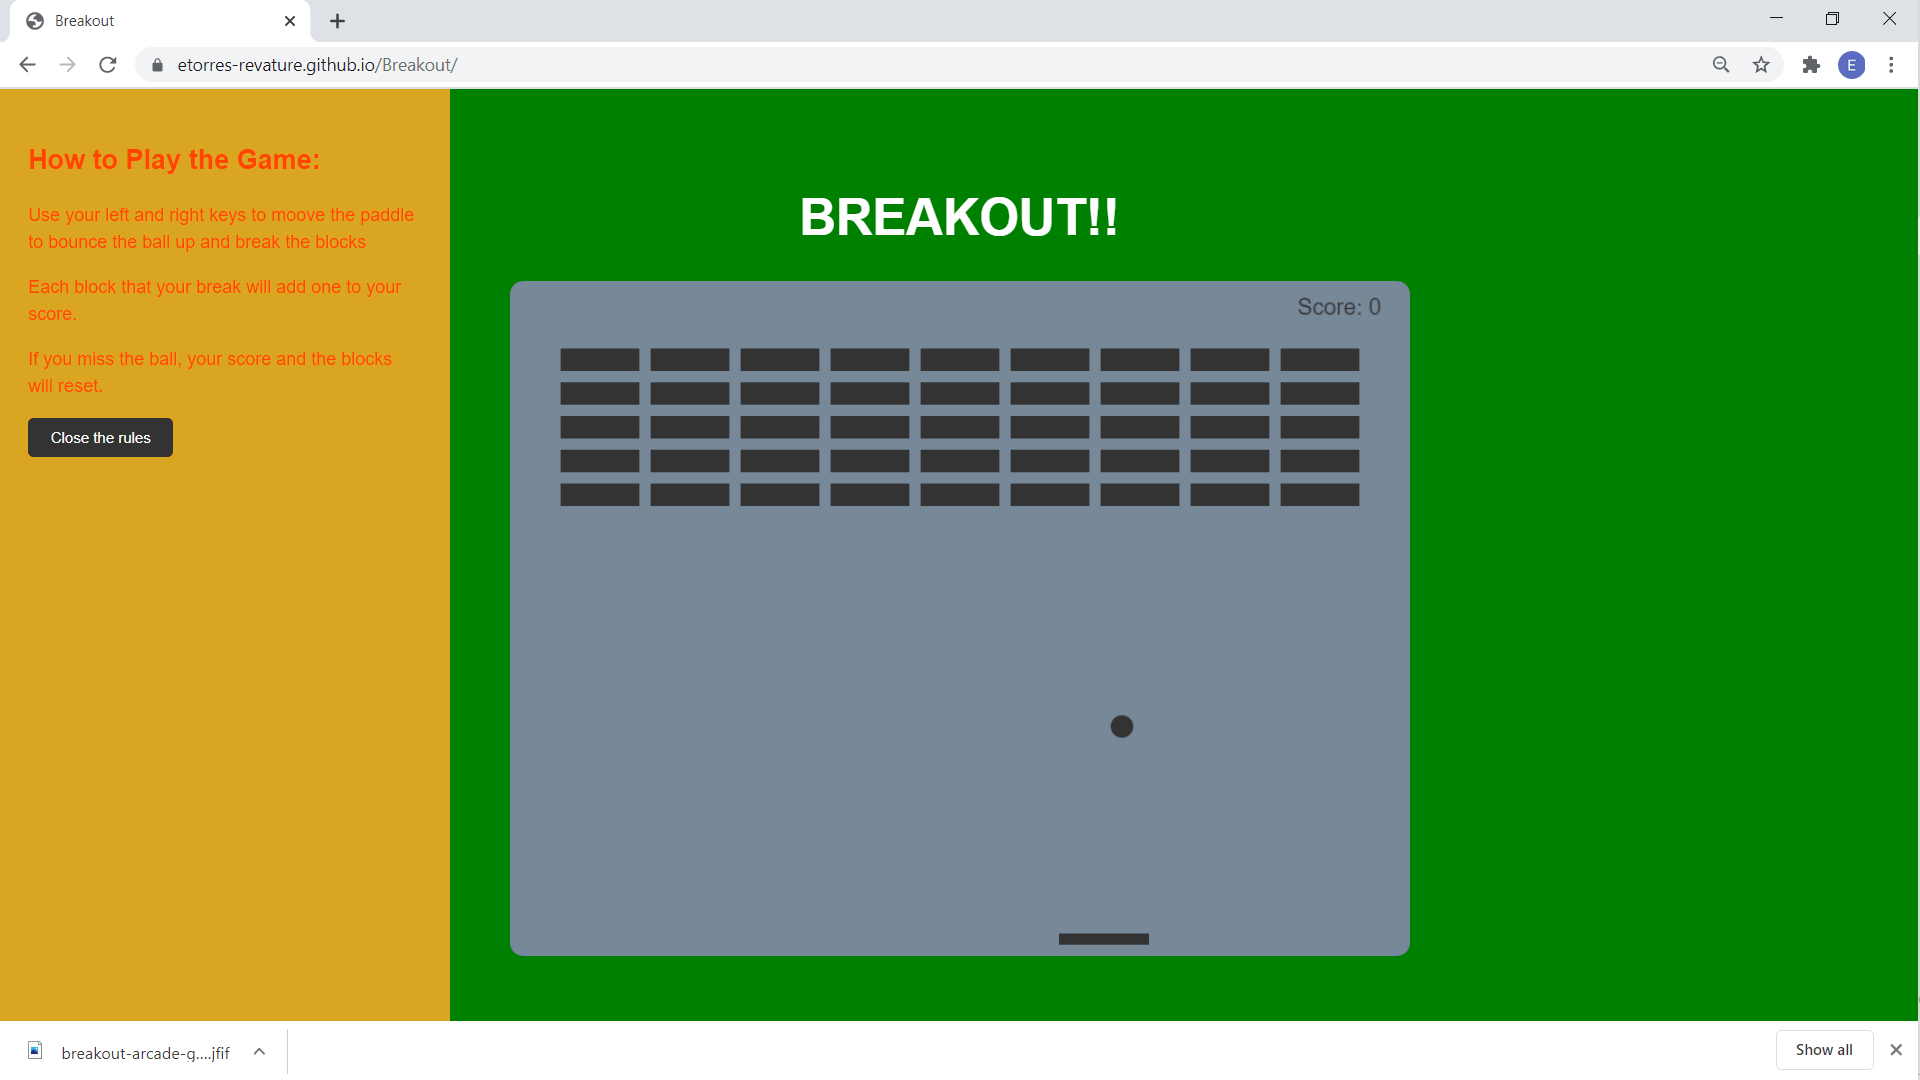 Breakout
etorres-revature.github.io/Breakout/
E
How to Play the Game:
Use your left and right keys to moove the paddle
to bounce the ball up and break the blocks
Each block that your break will add one to your
score.
If you miss the ball, your score and the blocks
will reset.
Close the rules
BREAKOUT!!
Score: 0
breakout-arcade-g....jfif
Show all